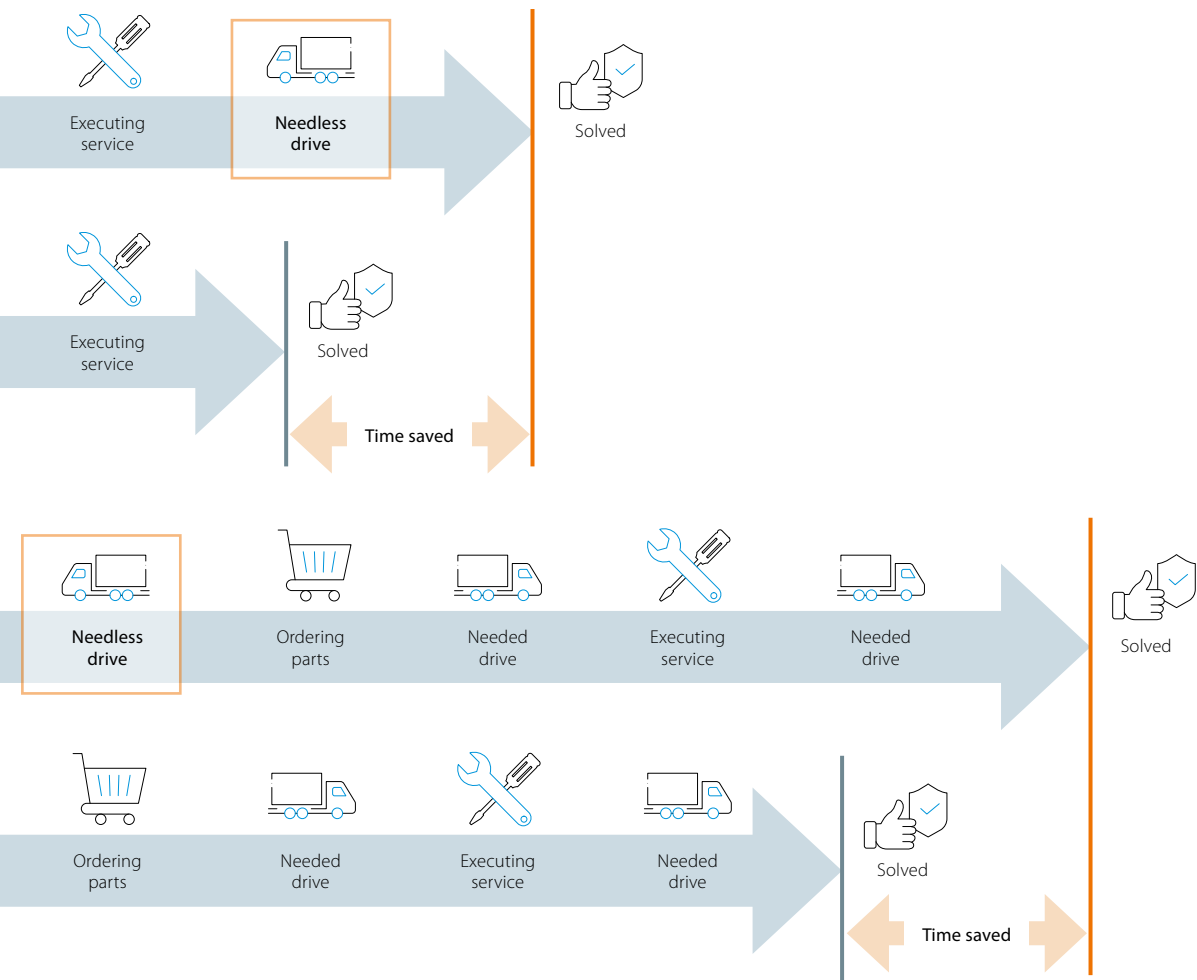 Executing
service
Needless
drive
Solved
Executing
service
Solved
Time saved
Needless
drive
Ordering
parts
Needed
drive
Executing
service
Needed
drive
Solved
Ordering
parts
Needed
drive
Executing
service
Needed
drive
Solved
Time saved